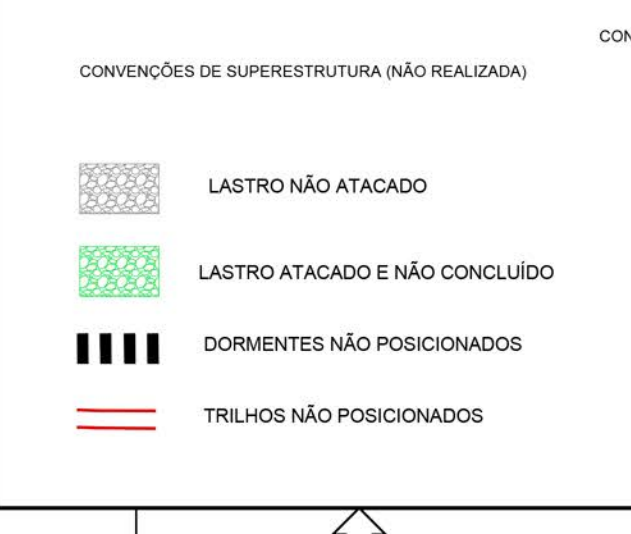 CON
CONVENÇÕES DE SUPERESTRUTURA (NÃO REALIZADA)
LASTRO NÃO ATACADO
LASTRO ATACADO E NÃO CONCLUÍDO
DORMENTES NÃO POSICIONADOS
TRILHOS NÃO POSICIONADOS